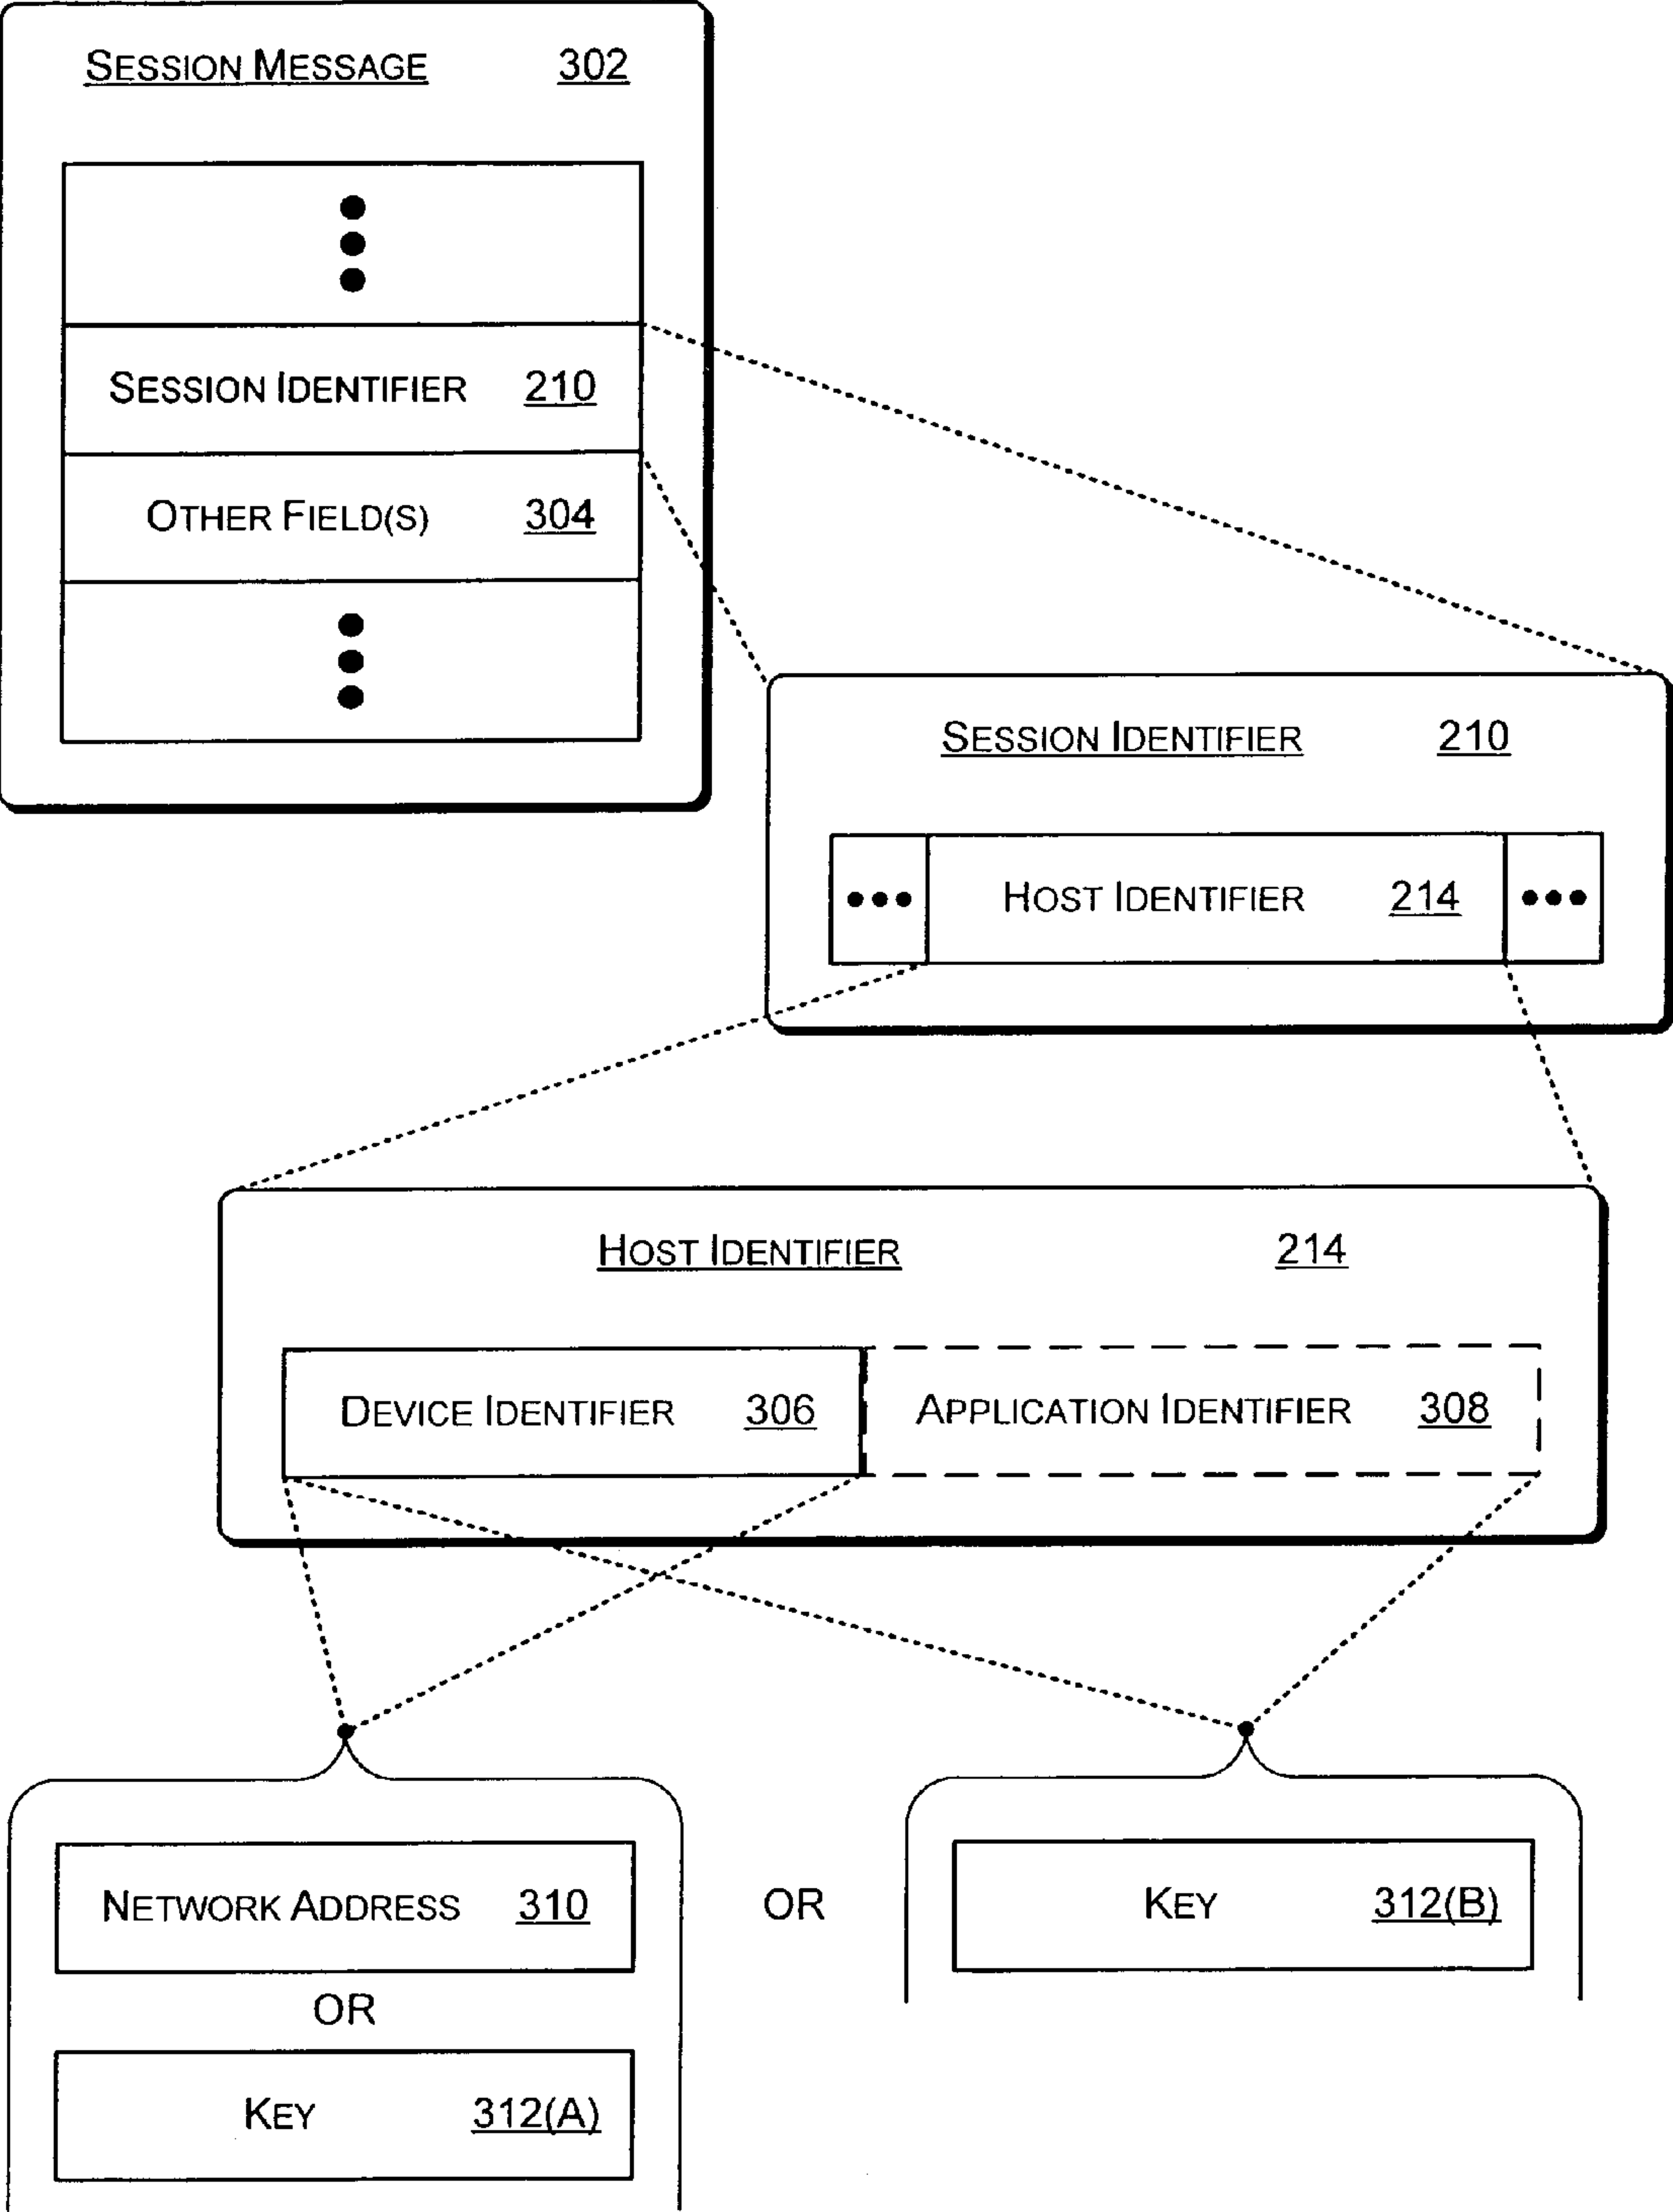 SESSION MESSAGE 302
SESSION IDENTIFIER 210
OTHER FIELD(S) 304
SESSION IDENTIFIER 210
HOST IDENTIFIER 214
HOST IDENTIFIER 214
DEVICE IDENTIFIER 306 APPLICATION IDENTIFIER 308
NETWORK ADDRESS 310 OR KEY 312(B)
OR
KEY 312(A)